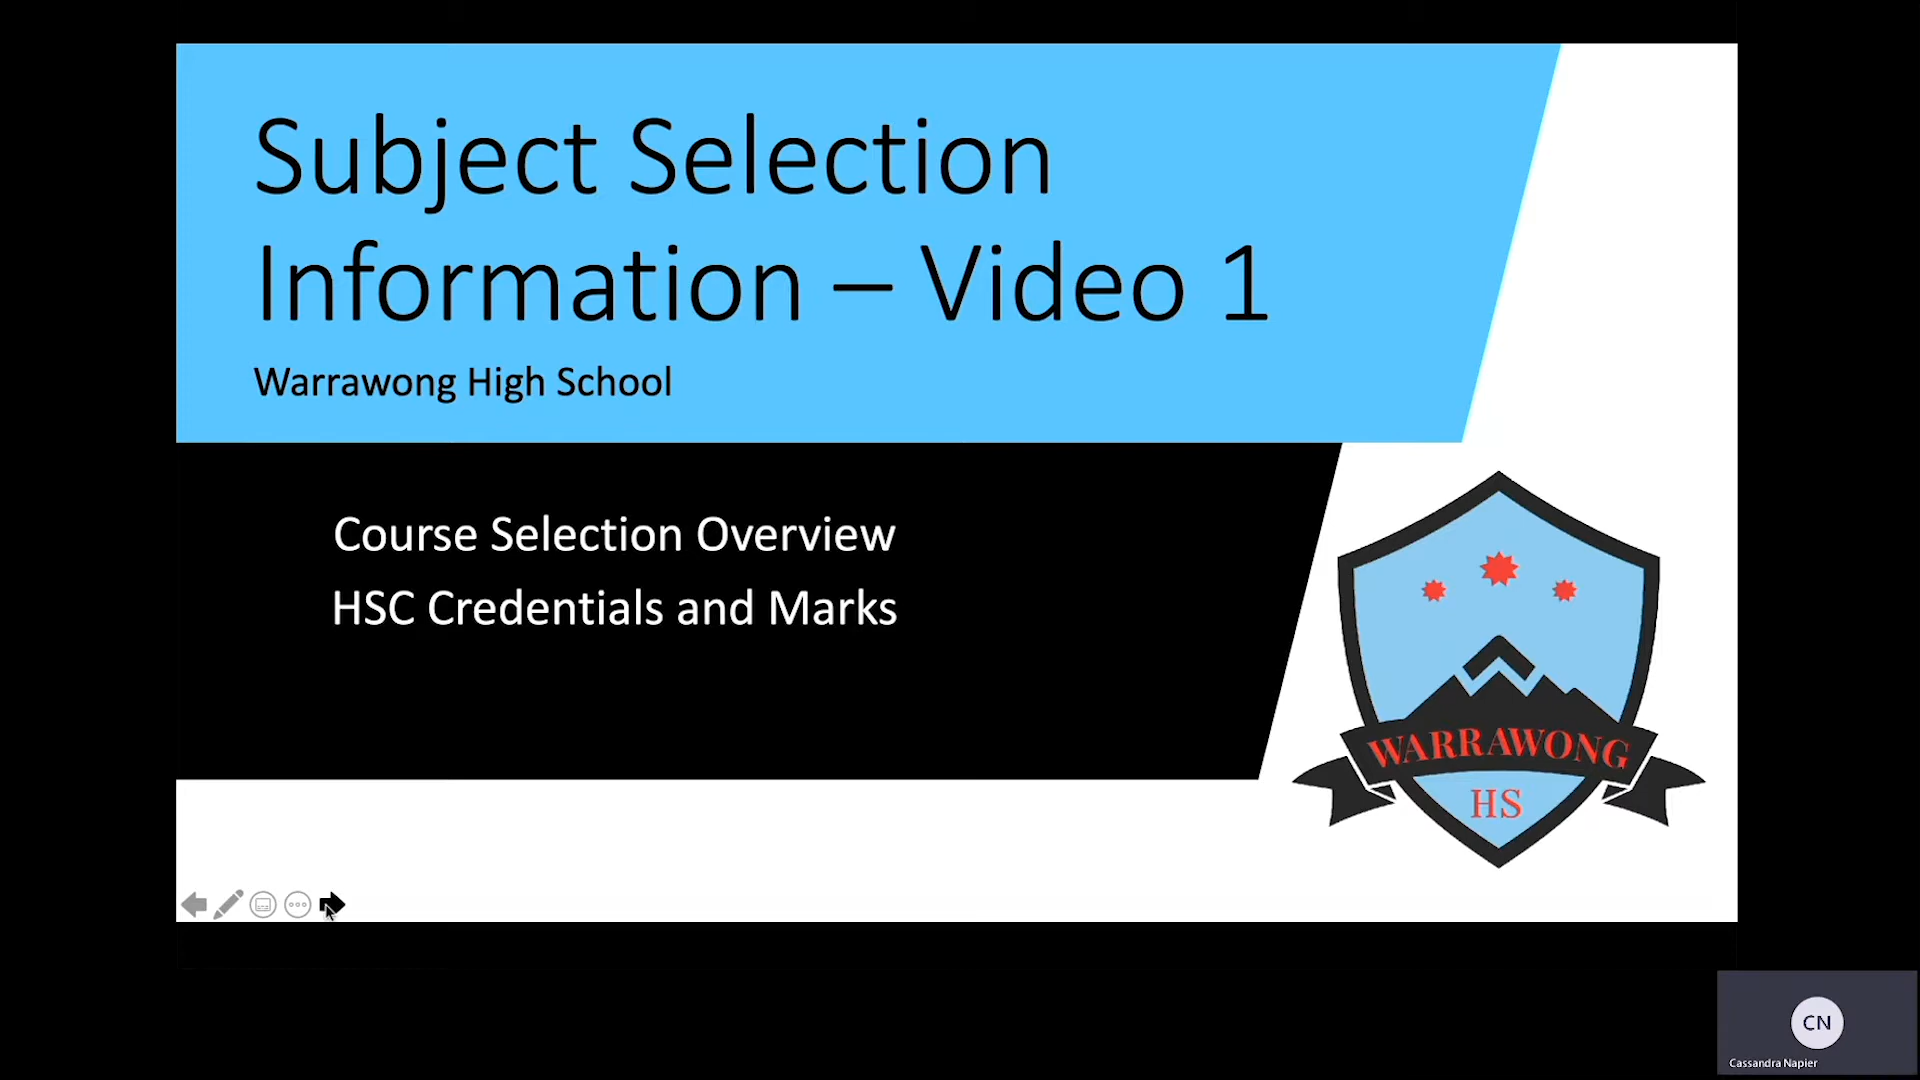 Subject Selection
Information – Video 1
Warrawong High School
Course Selection Overview
HSC Credentials and Marks
WARRAWONG
HS
CN
Cassandra Napier